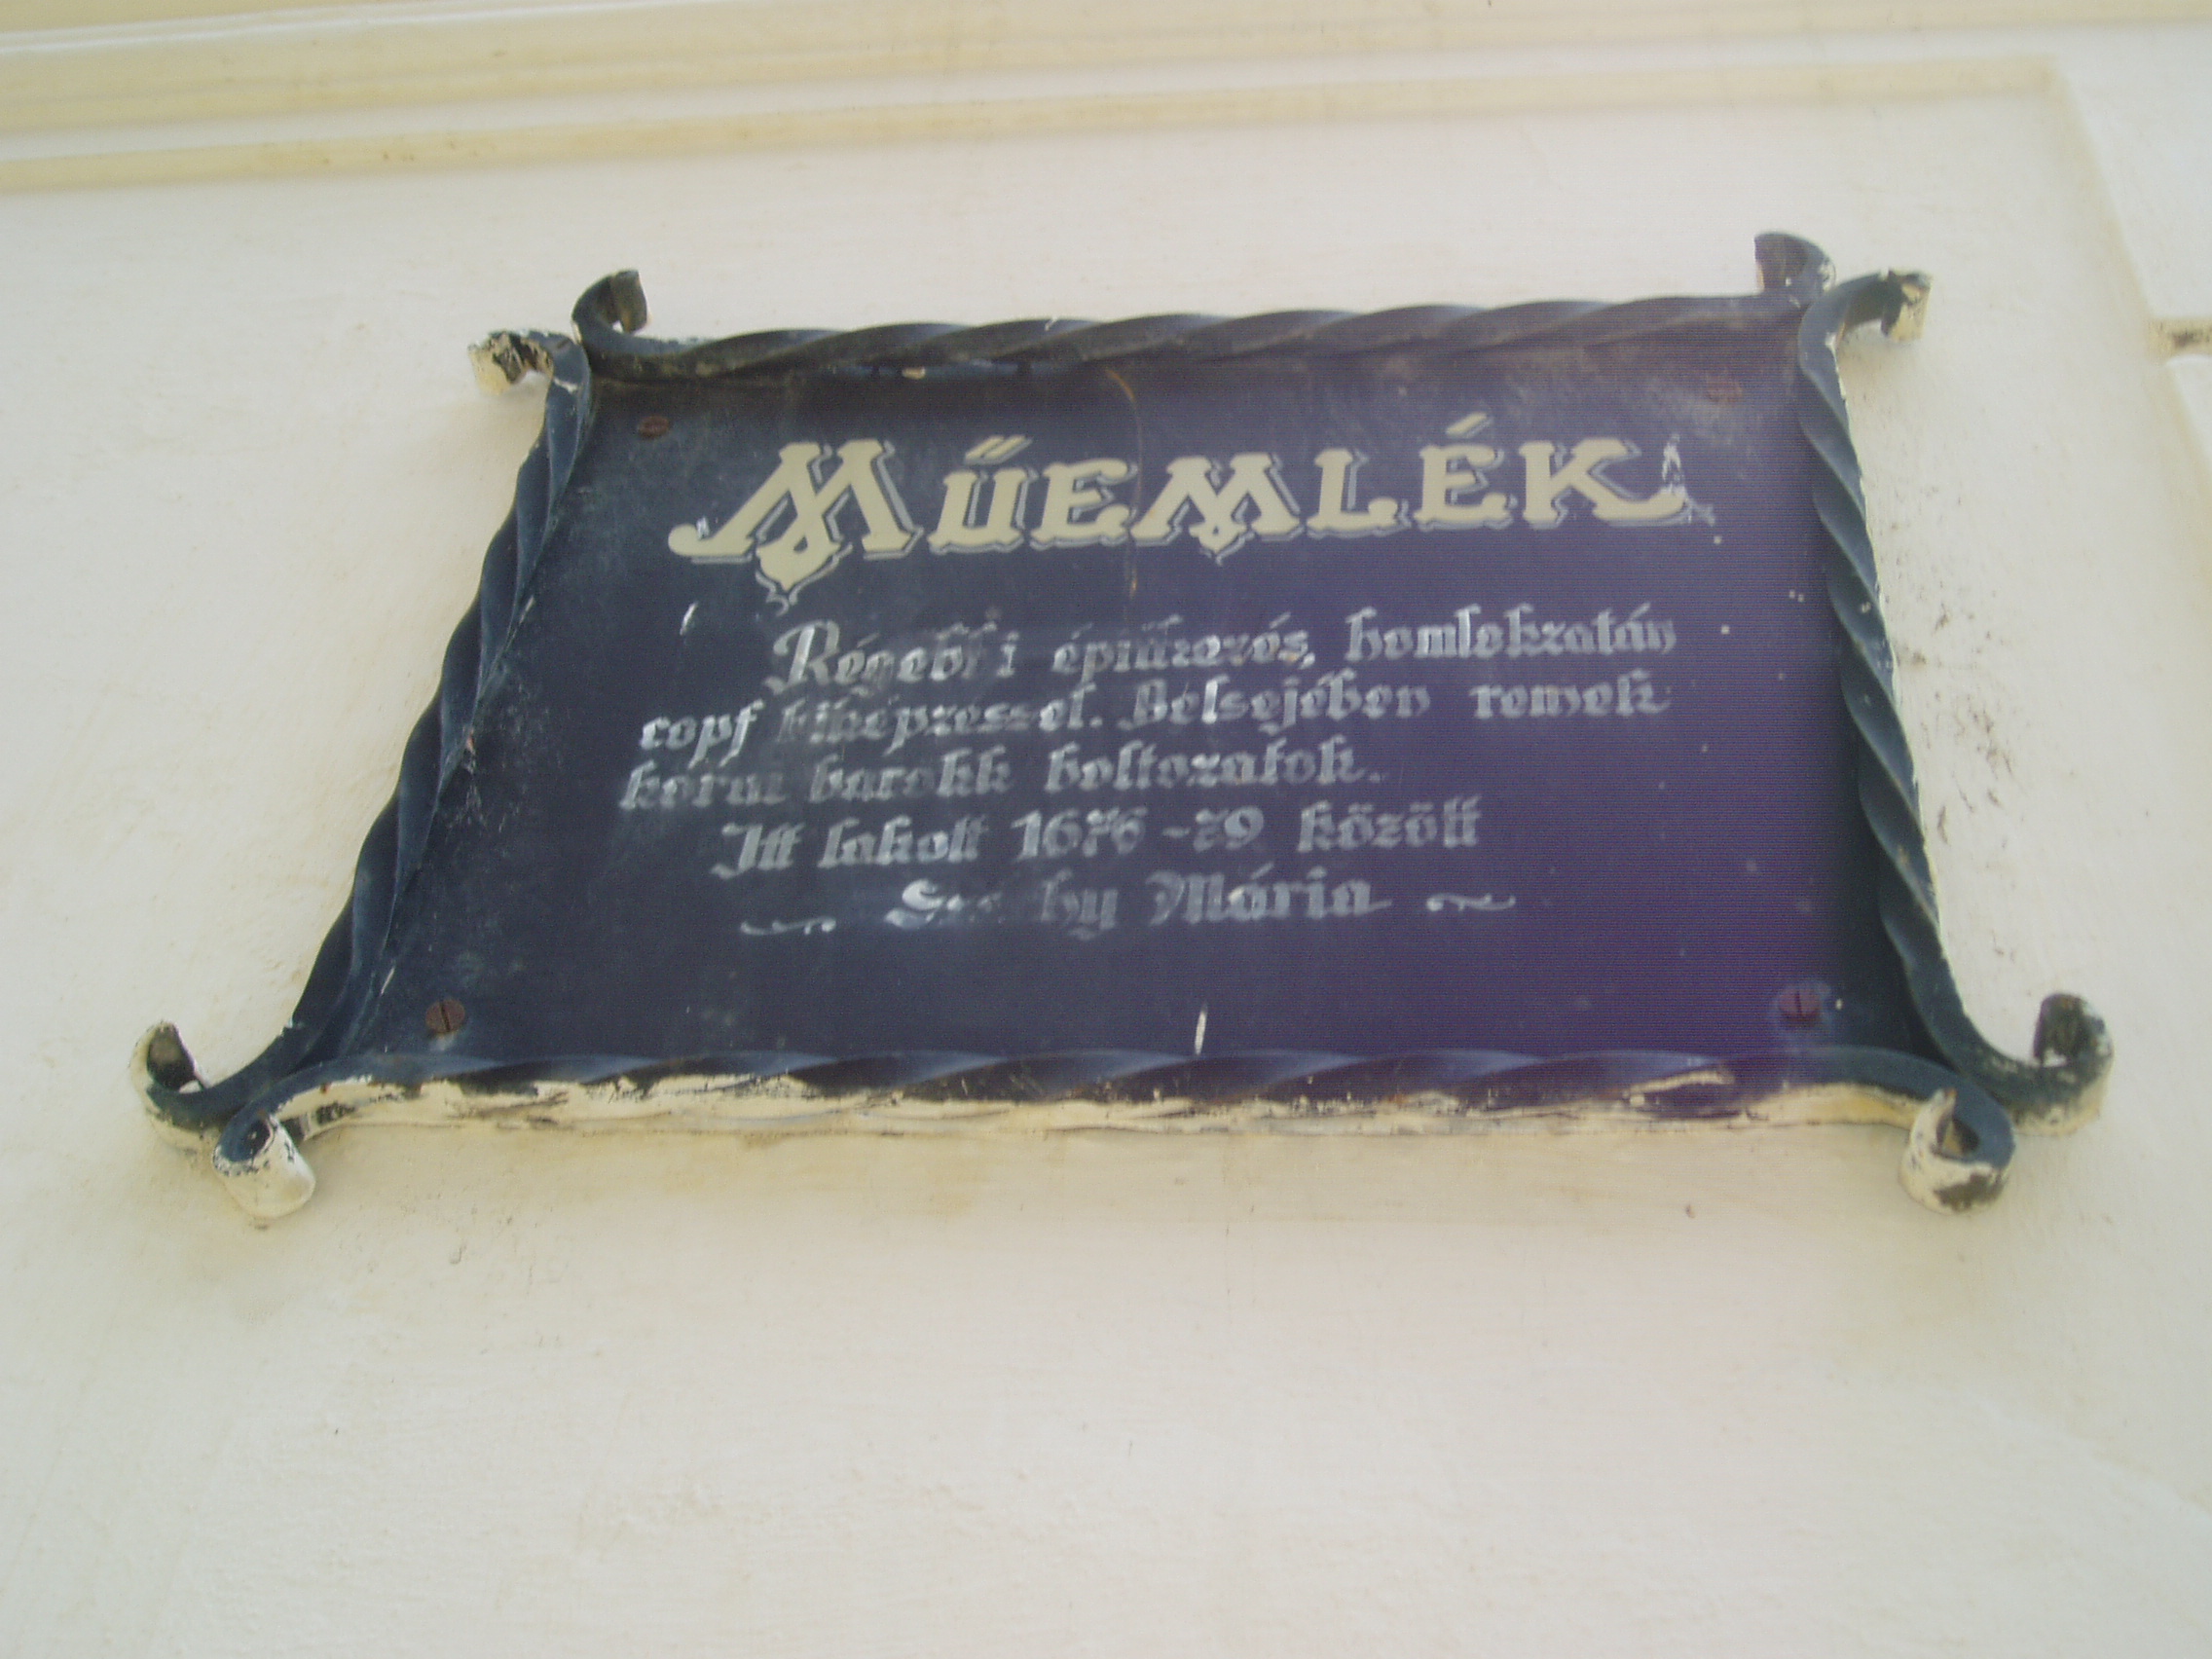 MŰEMLÉK
Régebbi építkezés, homlokzatán
copf kiképzéssel. Belsejében remek
korai barokk boltozatok.
Itt lakott 1676-79 között
Mária